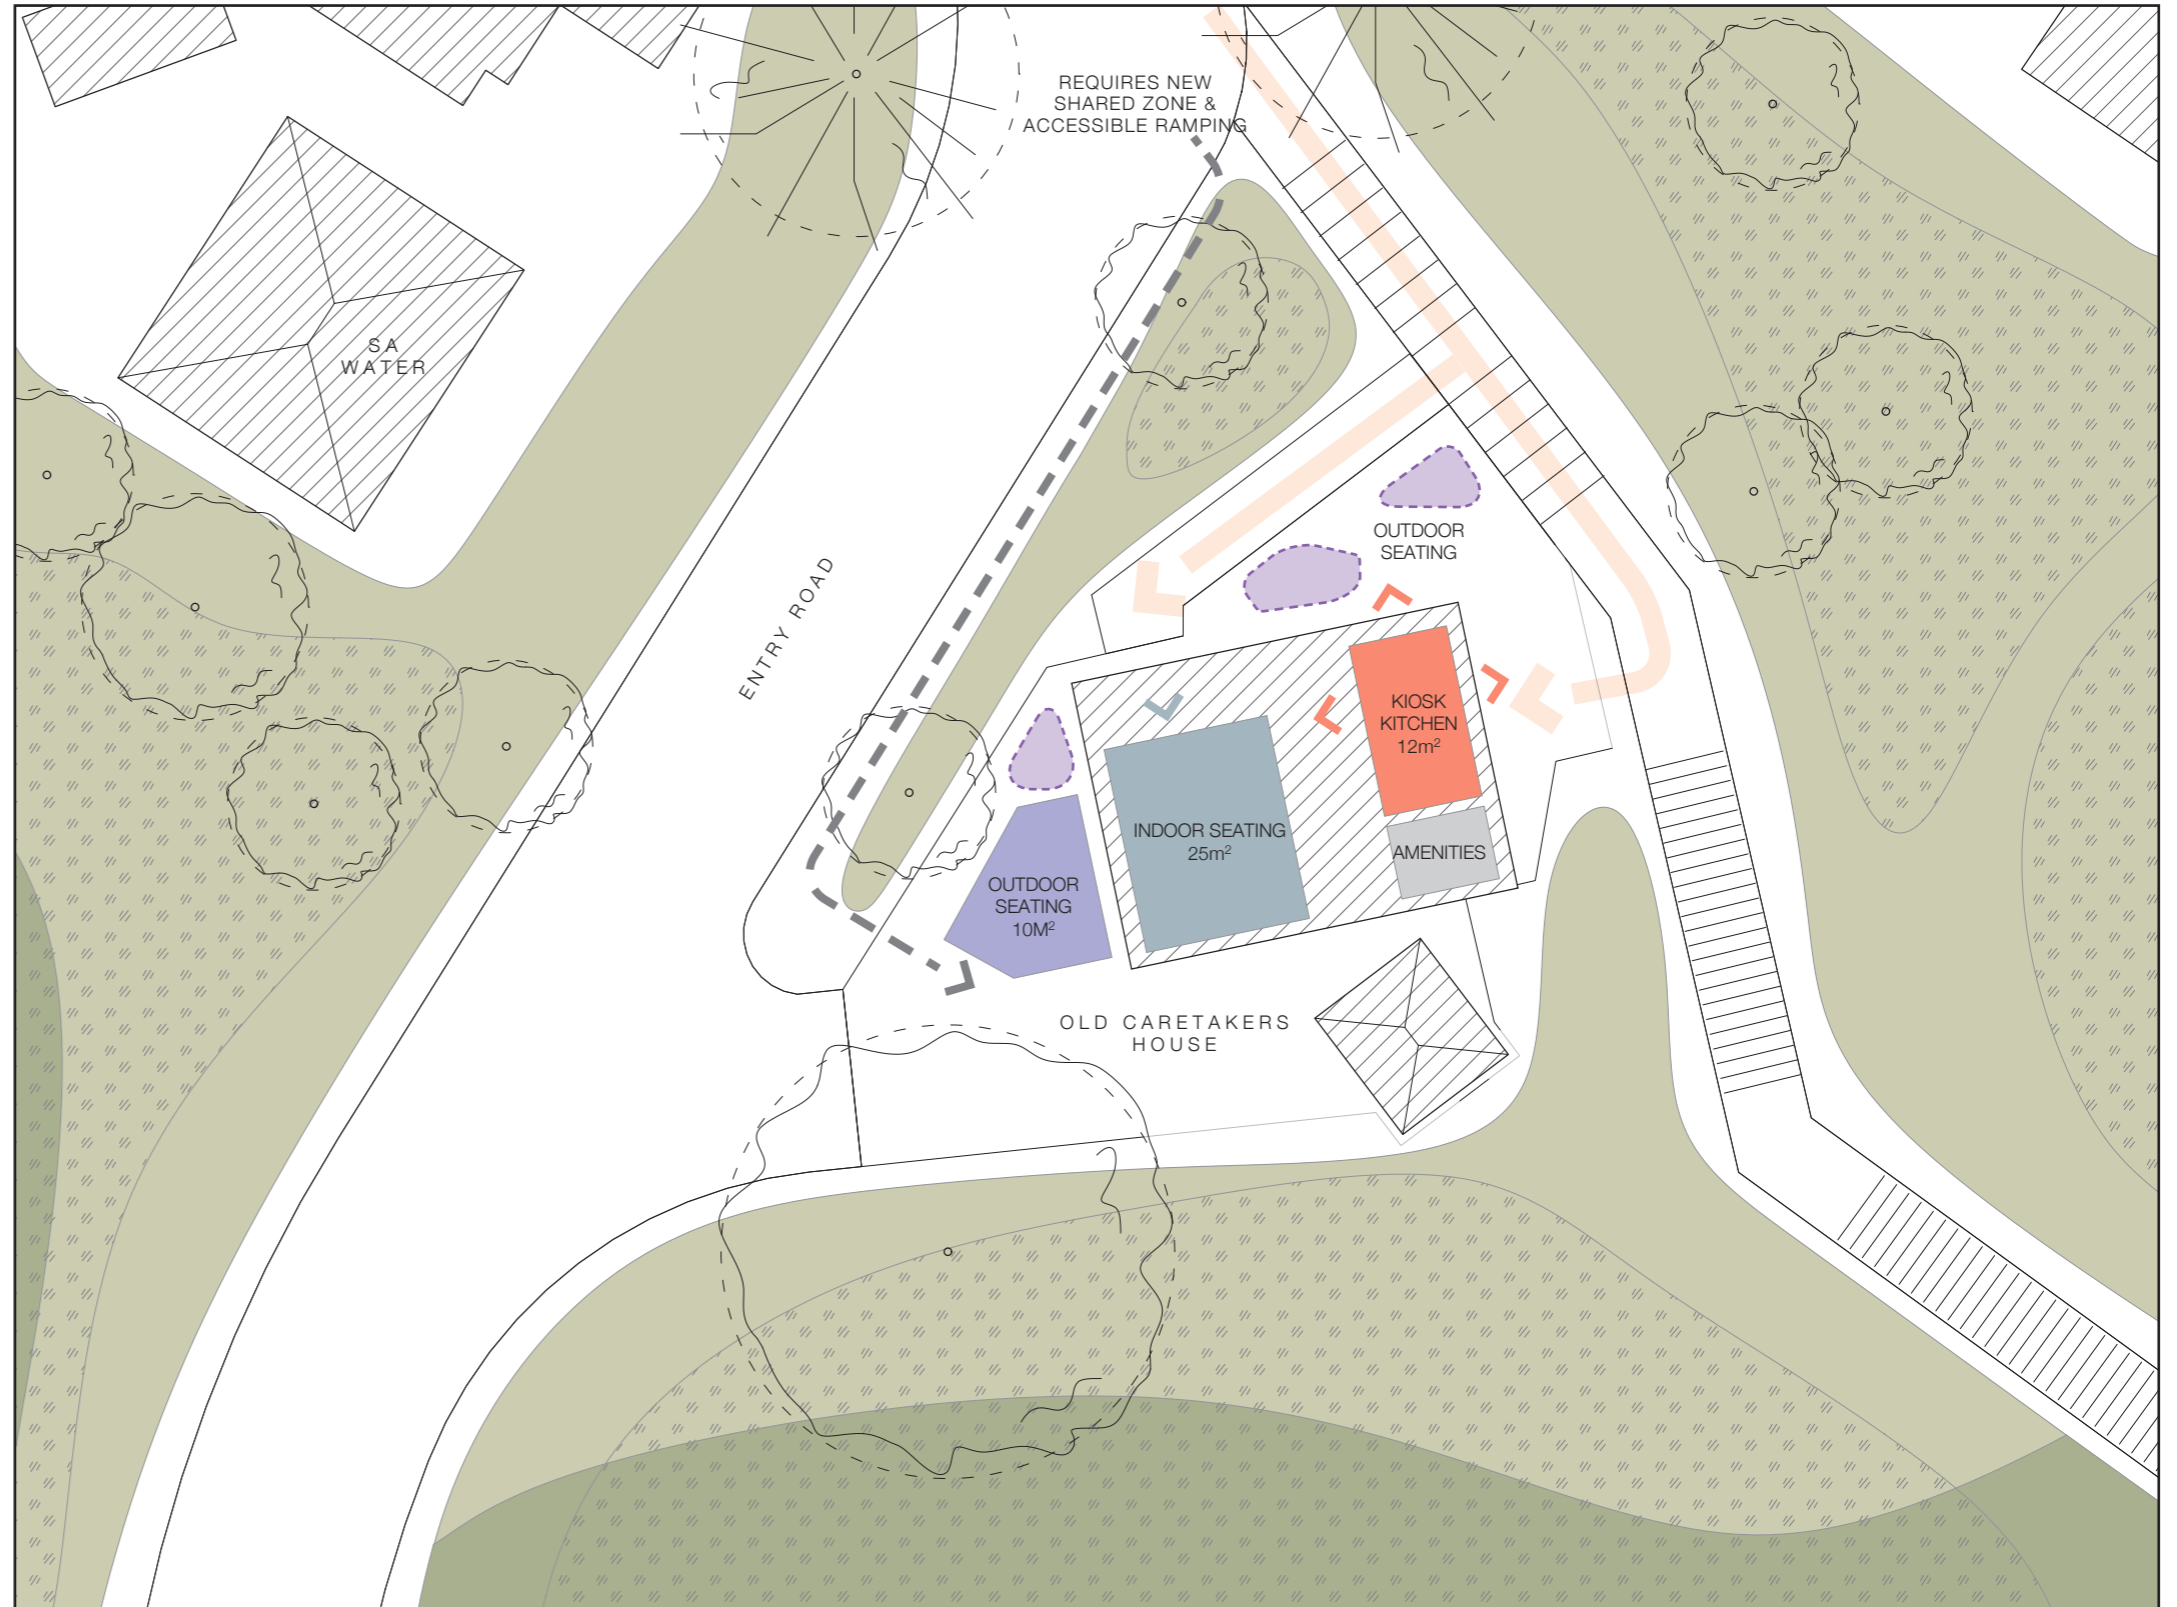 REQUIRES NEW
SHARED ZONE &
ACCESSIBLE RAMPING
SA
WATER
ENTRY ROAD
OUTDOOR
SEATING
KIOSK
KITCHEN
12m²
INDOOR SEATING
25m²
AMENITIES
OUTDOOR
SEATING
10M²
OLD CARETAKERS
HOUSE